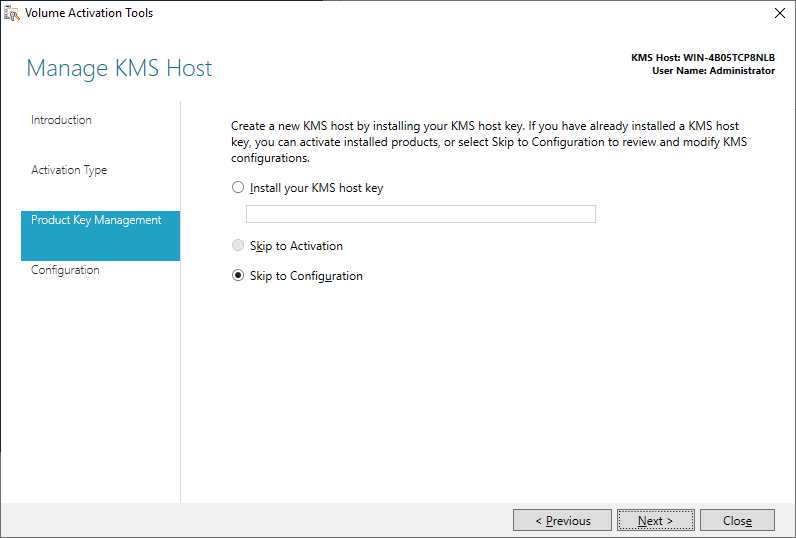 Volume Activation Tools
Manage KMS Host
KMS Host: WIN-4B05TCP8NLB
User Name: Administrator
Introduction
Activation Type
Product Key Management
Configuration
Create a new KMS host by installing your KMS host key. If you have already installed a KMS host
key, you can activate installed products, or select Skip to Configuration to review and modify KMS
configurations.
Install your KMS host key
Skip to Activation
Skip to Configuration
< Previous
Next >
Close